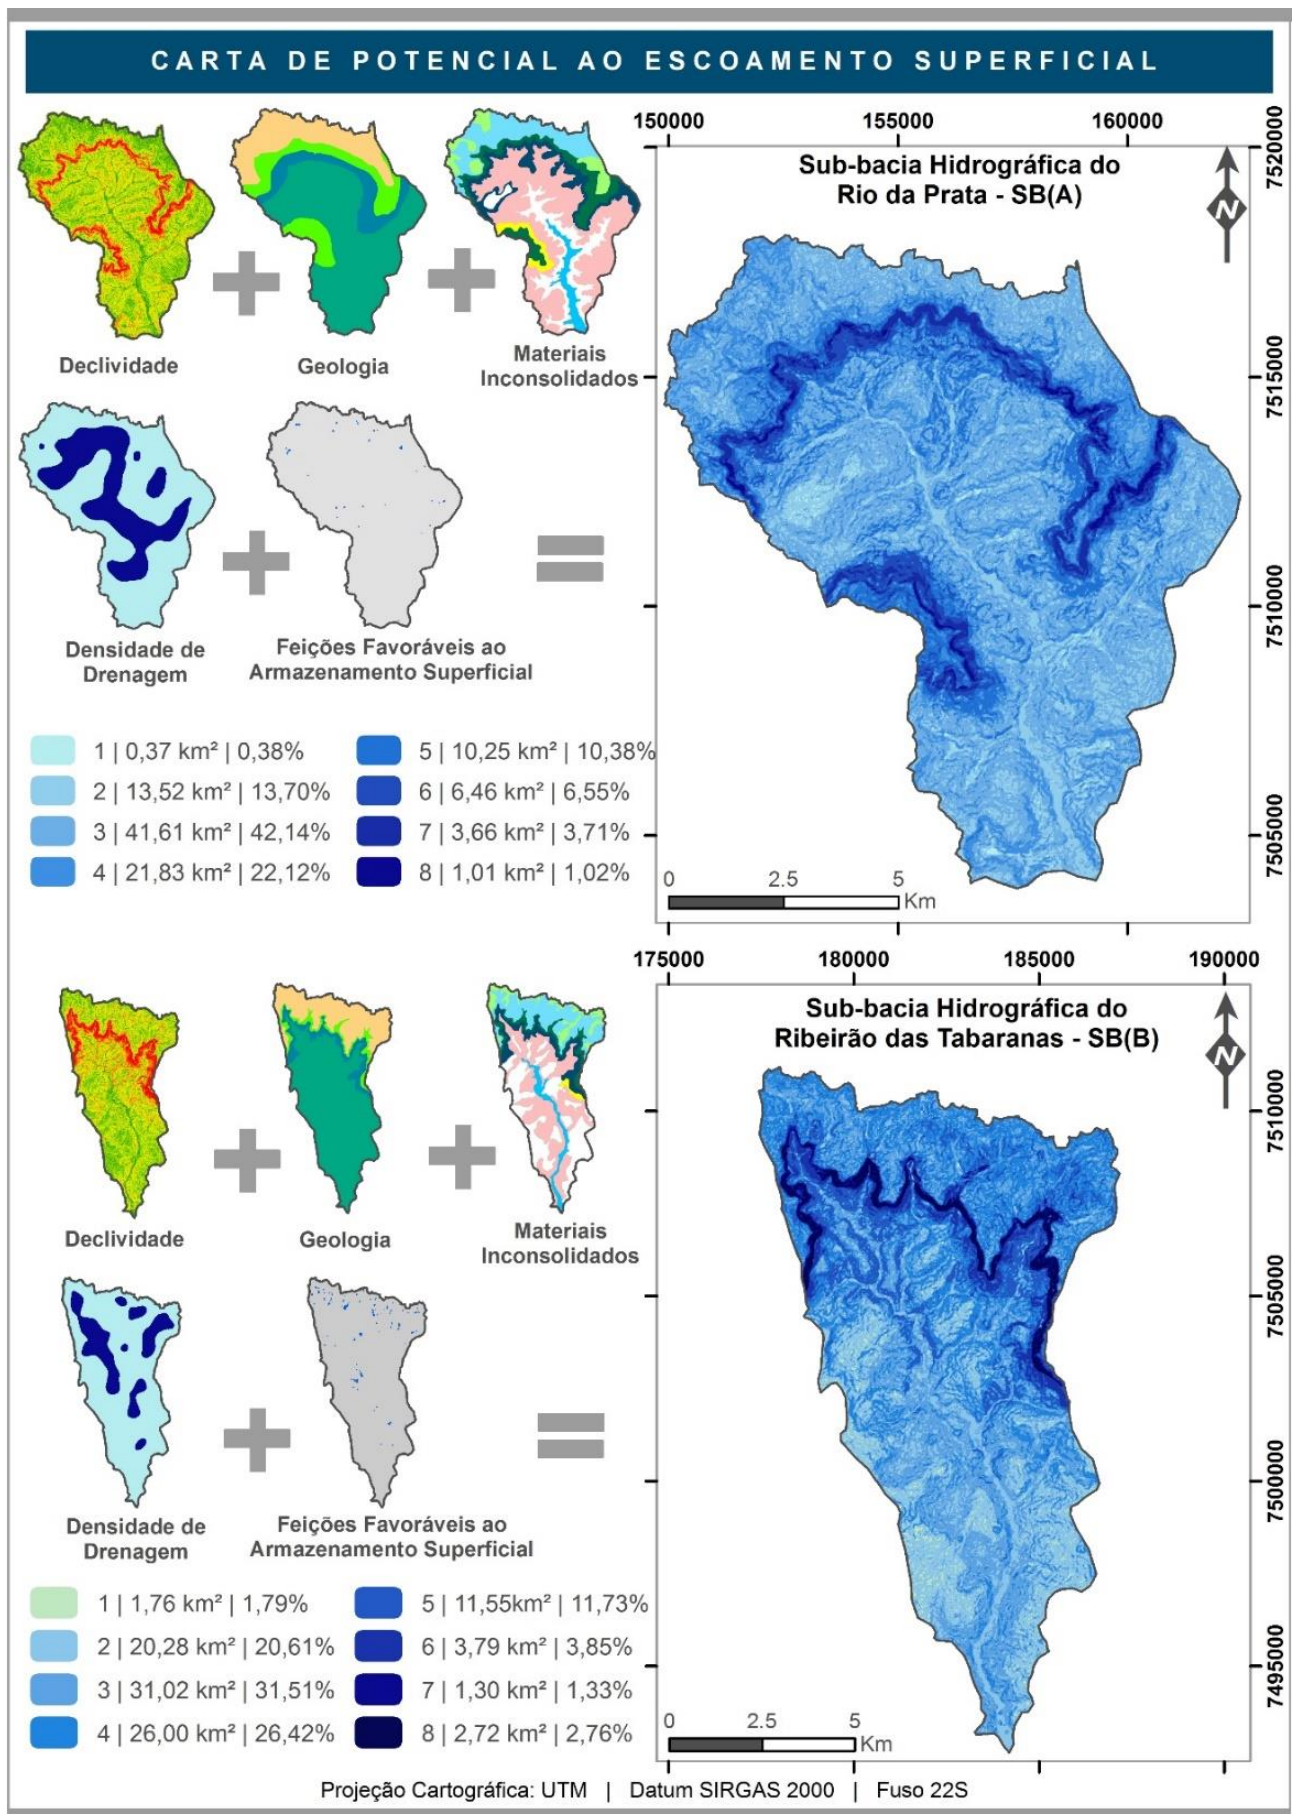 CARTA DE POTENCIAL AO ESCOAMENTO SUPERFICIAL
Declividade
Geologia
Materiais
Inconsolidados
Densidade de
Drenagem
Feições Favoráveis ao
Armazenamento Superficial
1 | 0,37 km² | 0,38%
2 | 13,52 km² | 13,70%
3 | 41,61 km² | 42,14%
4 | 21,83 km² | 22,12%
5 | 10,25 km² | 10,38%
6 | 6,46 km² | 6,55%
7 | 3,66 km² | 3,71%
8 | 1,01 km² | 1,02%
150000 155000 160000
Sub-bacia Hidrográfica do
Rio da Prata - SB(A)
N
7520000
7515000
7510000
7505000
0 2.5 5
Km
Declividade
Geologia
Materiais
Inconsolidados
Densidade de
Drenagem
Feições Favoráveis ao
Armazenamento Superficial
1 | 1,76 km² | 1,79%
2 | 20,28 km² | 20,61%
3 | 31,02 km² | 31,51%
4 | 26,00 km² | 26,42%
5 | 11,55km² | 11,73%
6 | 3,79 km² | 3,85%
7 | 1,30 km² | 1,33%
8 | 2,72 km² | 2,76%
175000 180000 185000 190000
Sub-bacia Hidrográfica do
Ribeirão das Tabaranas - SB(B)
N
7510000
7505000
7500000
7495000
0 2.5 5
Km
Projeção Cartográfica: UTM | Datum SIRGAS 2000 | Fuso 22S